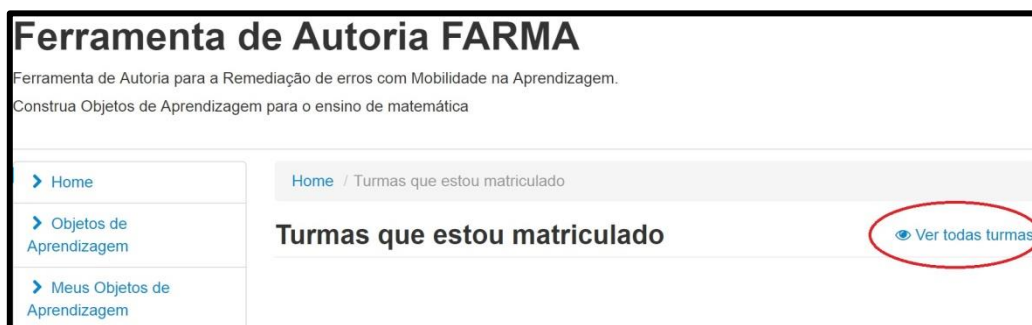 Ferramenta de Autoria FARMA
Ferramenta de Autoria para a Remediação de erros com Mobilidade na Aprendizagem.
Construa Objetos de Aprendizagem para o ensino de matemática
Home
Objetos de
Aprendizagem
Meus Objetos de
Aprendizagem
Home / Turmas que estou matriculado
Turmas que estou matriculado
Ver todas turmas